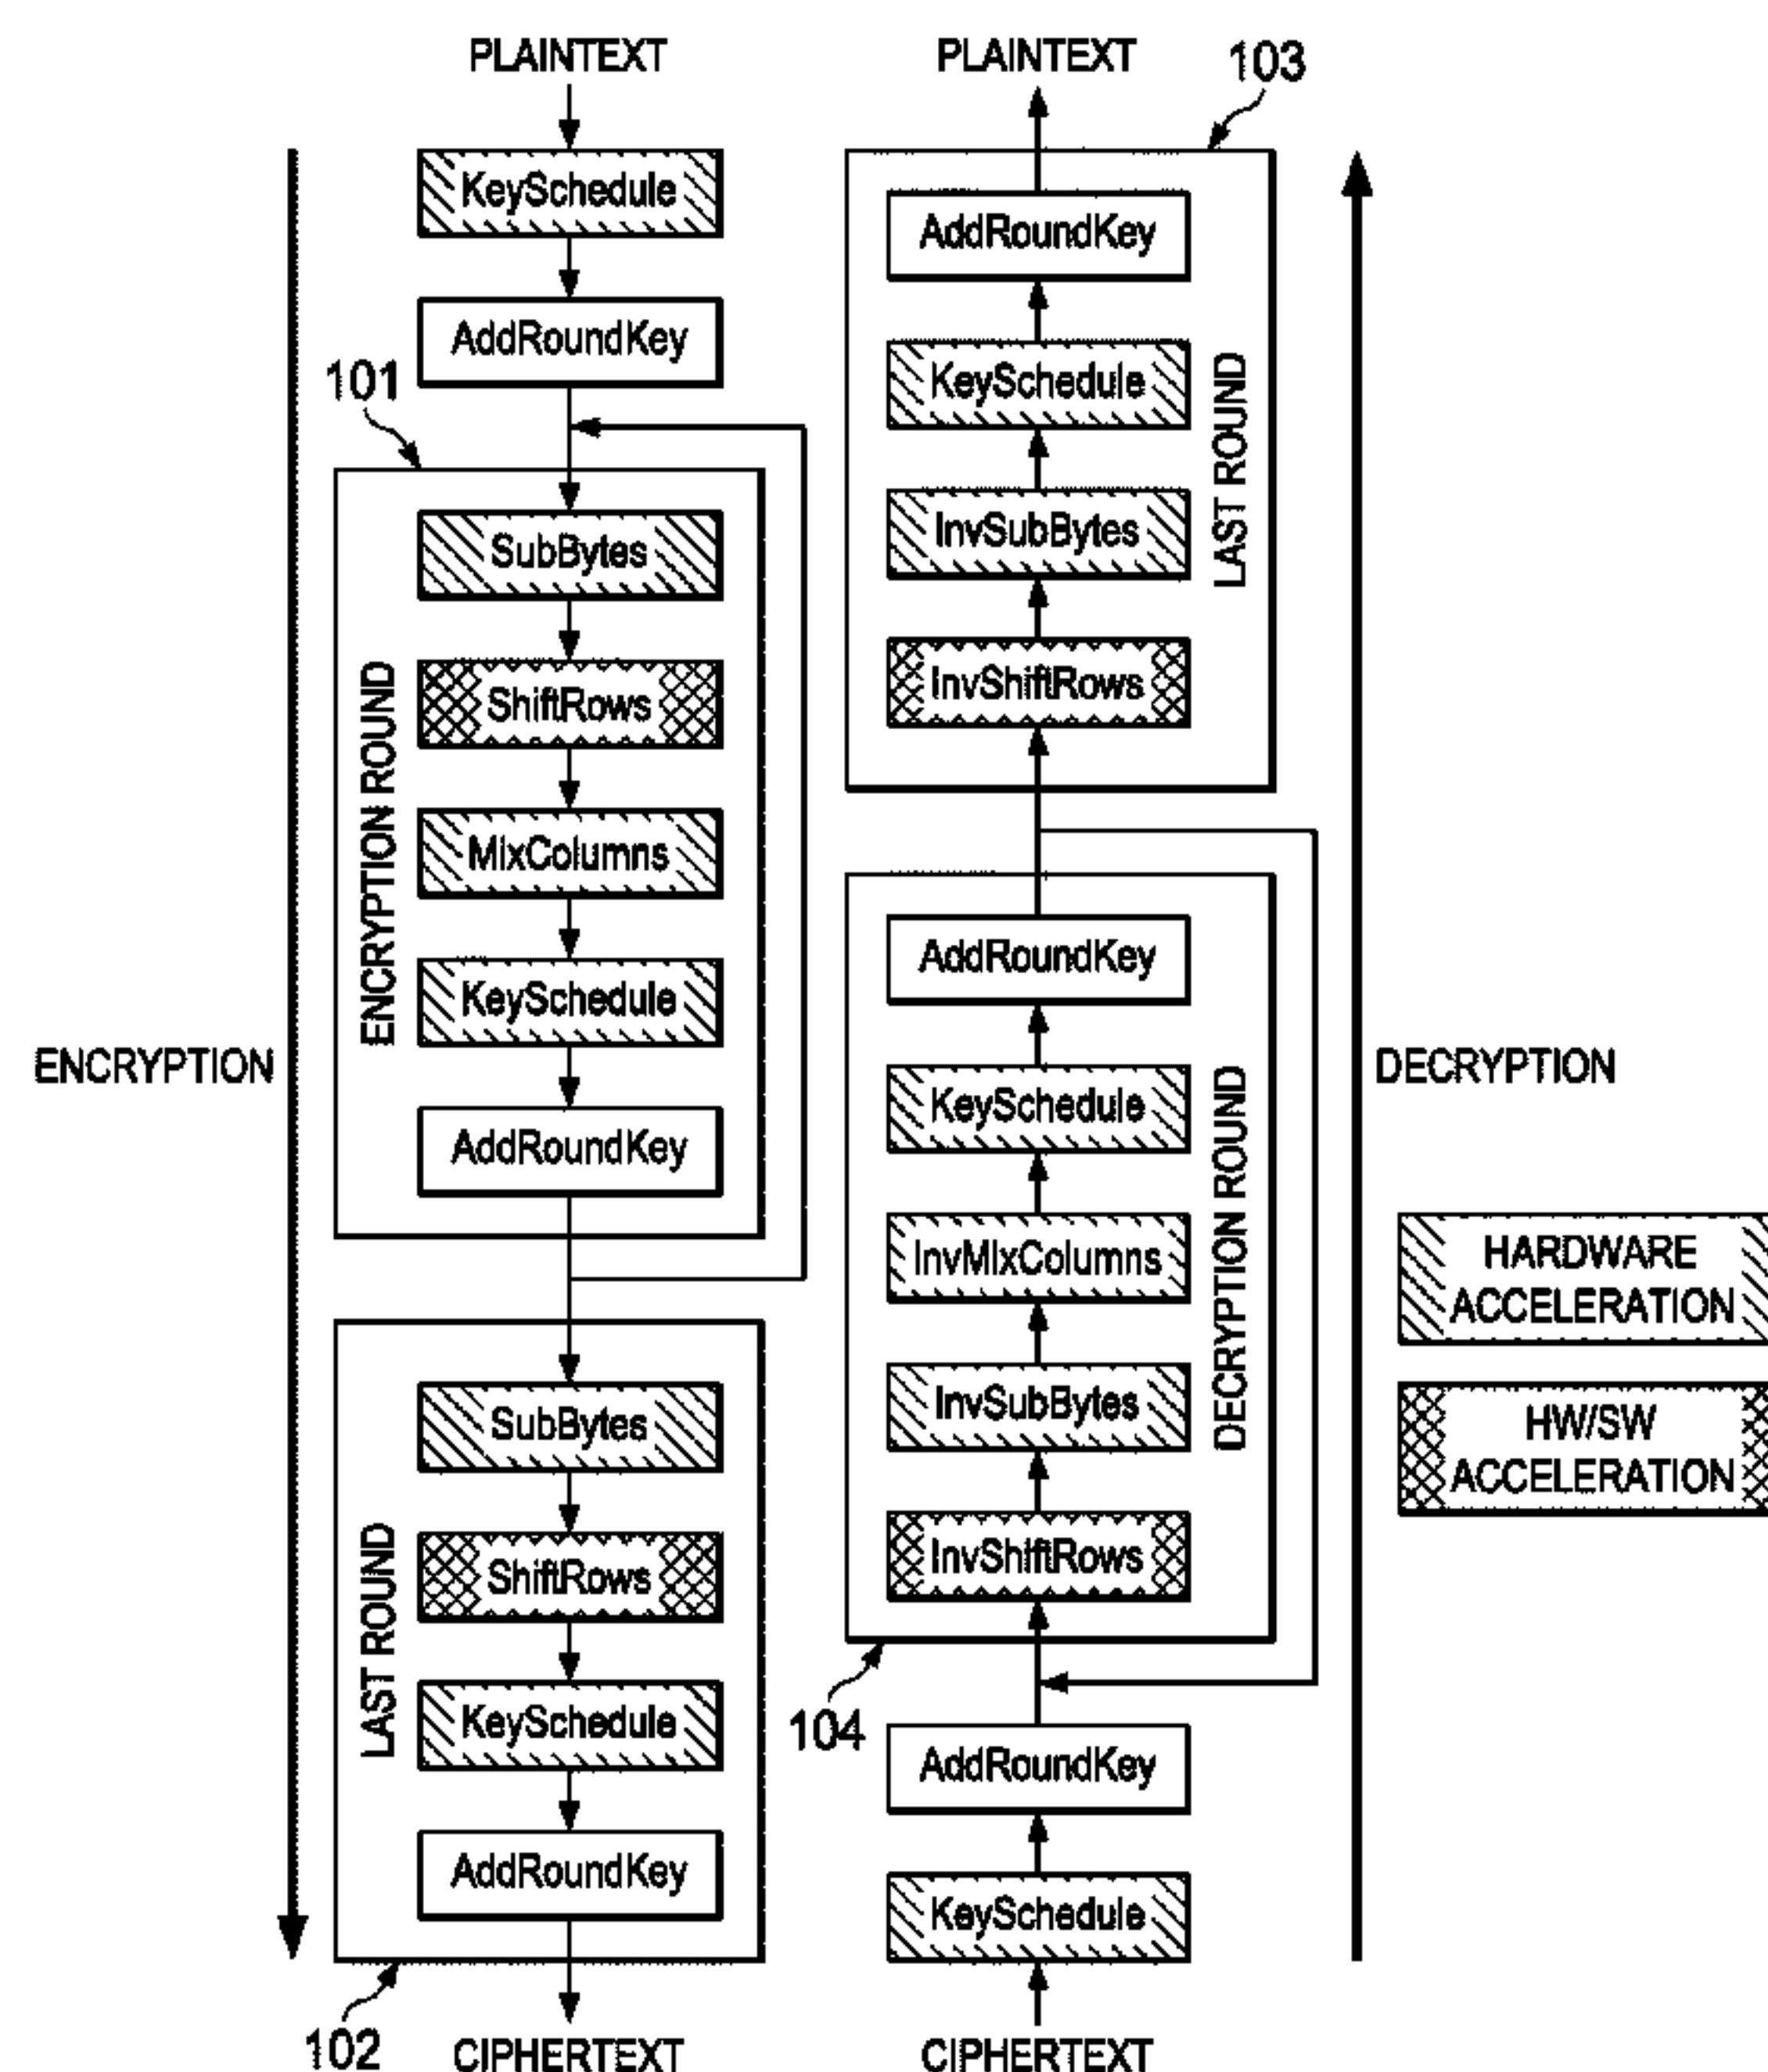 PLAINTEXT
KeySchedule
AddRoundKey
101
ENCRYPTION ROUND
SubBytes
ShiftRows
MixColumns
KeySchedule
AddRoundKey
ENCRYPTION
LAST ROUND
SubBytes
ShiftRows
KeySchedule
AddRoundKey
102
CIPHERTEXT
PLAINTEXT
103
AddRoundKey
KeySchedule
InvSubBytes
InvShiftRows
LAST ROUND
AddRoundKey
KeySchedule
InvMixColumns
InvSubBytes
InvShiftRows
DECRYPTION ROUND
104
AddRoundKey
KeySchedule
CIPHERTEXT
DECRYPTION
HARDWARE
ACCELERATION
HW/SW
ACCELERATION